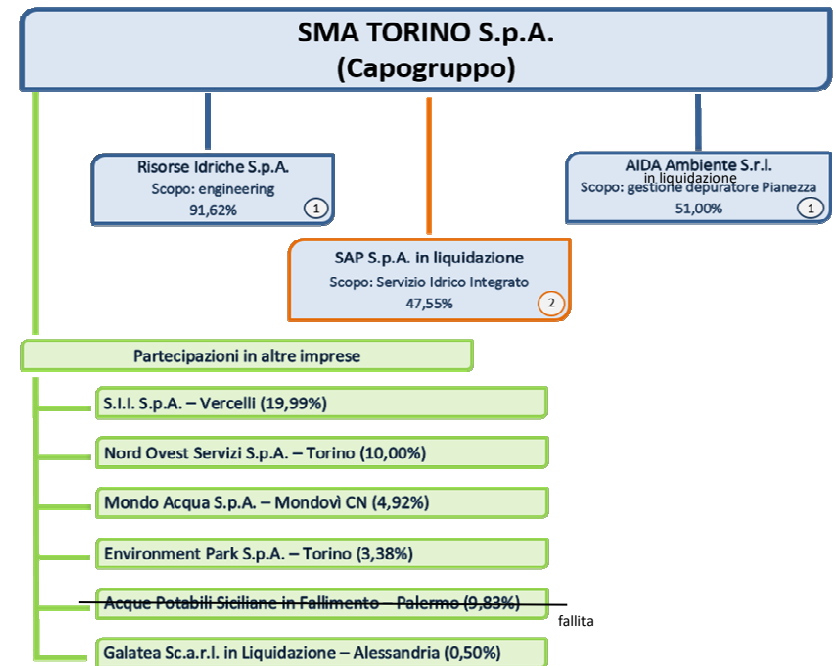 SMA TORINO S.p.A.
(Capogruppo)
Risorse Idriche S.p.A.
Scopo: engineering
91,62%
1
AIDA Ambiente S.r.l.
in liquidazione
Scopo: gestione depuratore Pianezza
51,00%
1
SAP S.p.A. in liquidazione
Scopo: Servizio Idrico Integrato
47,55%
2
Partecipazioni in altre imprese
S.I.I. S.p.A. – Vercelli (19,99%)
Nord Ovest Servizi S.p.A. – Torino (10,00%)
Mondo Acqua S.p.A. – Mondovì CN (4,92%)
Environment Park S.p.A. – Torino (3,38%)
Acque Potabili Siciliane in Fallimento – Palermo (9,83%)
fallita
Galatea Sc.a.r.l. in Liquidazione – Alessandria (0,50%)